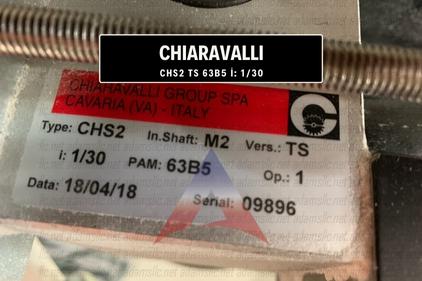 CHIARAVALLI
CHS2 TS 63B5 i: 1/30
CHIARAVALLI GROUP SPA
CAVARIA (VA) - ITALY
Type: CHS2 In.Shaft: M2 Vers.: TS
i: 1/30 PAM: 63B5 Op.: 1
Data: 18/04/18 Serial: 09896